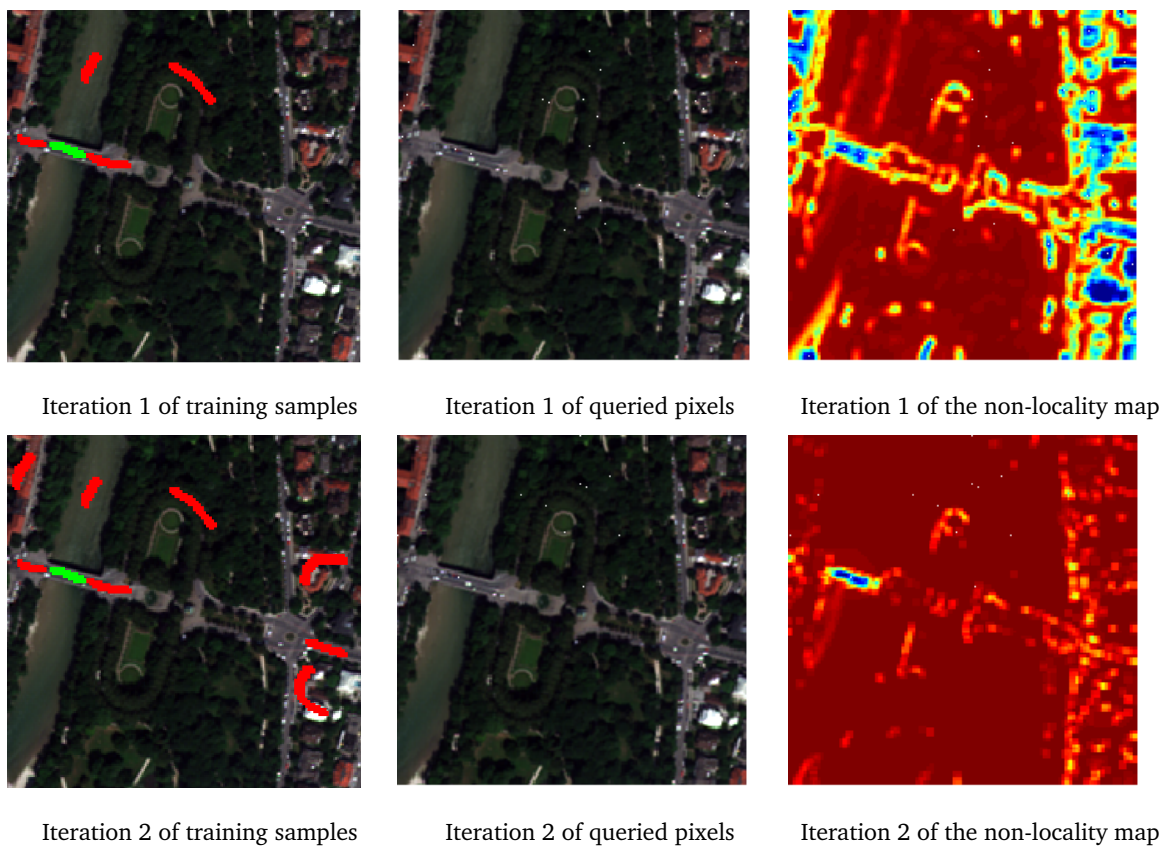 Iteration 1 of training samples
Iteration 1 of queried pixels
Iteration 1 of the non-locality map
Iteration 2 of training samples
Iteration 2 of queried pixels
Iteration 2 of the non-locality map